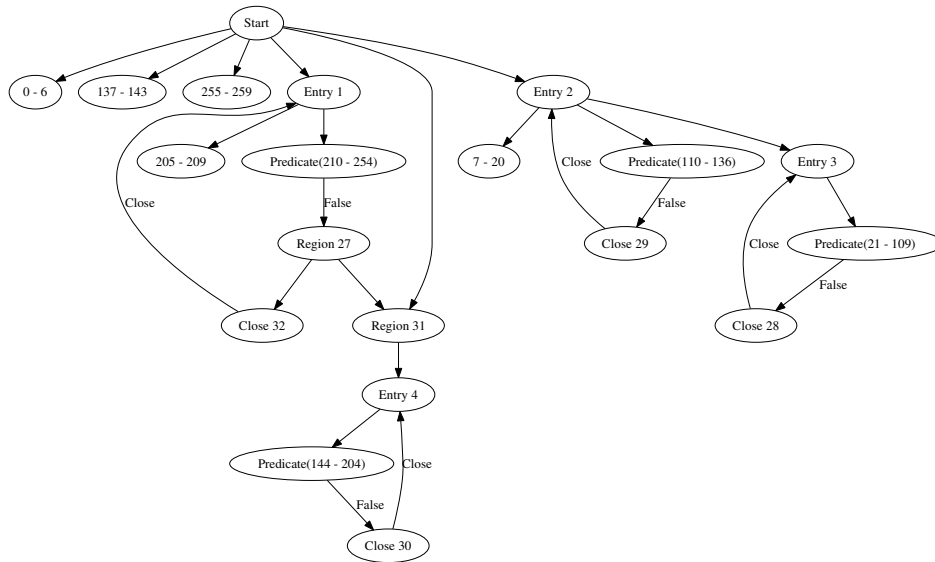 Start
0 - 6
137 - 143
255 - 259
Entry 1
Entry 2
205 - 209
Predicate(210 - 254)
7 - 20
Close
Predicate(110 - 136)
Entry 3
Close
False
False
Region 27
Close 29
Close
Predicate(21 - 109)
False
Close 32
Region 31
Close 28
Entry 4
Predicate(144 - 204)
Close
False
Close 30